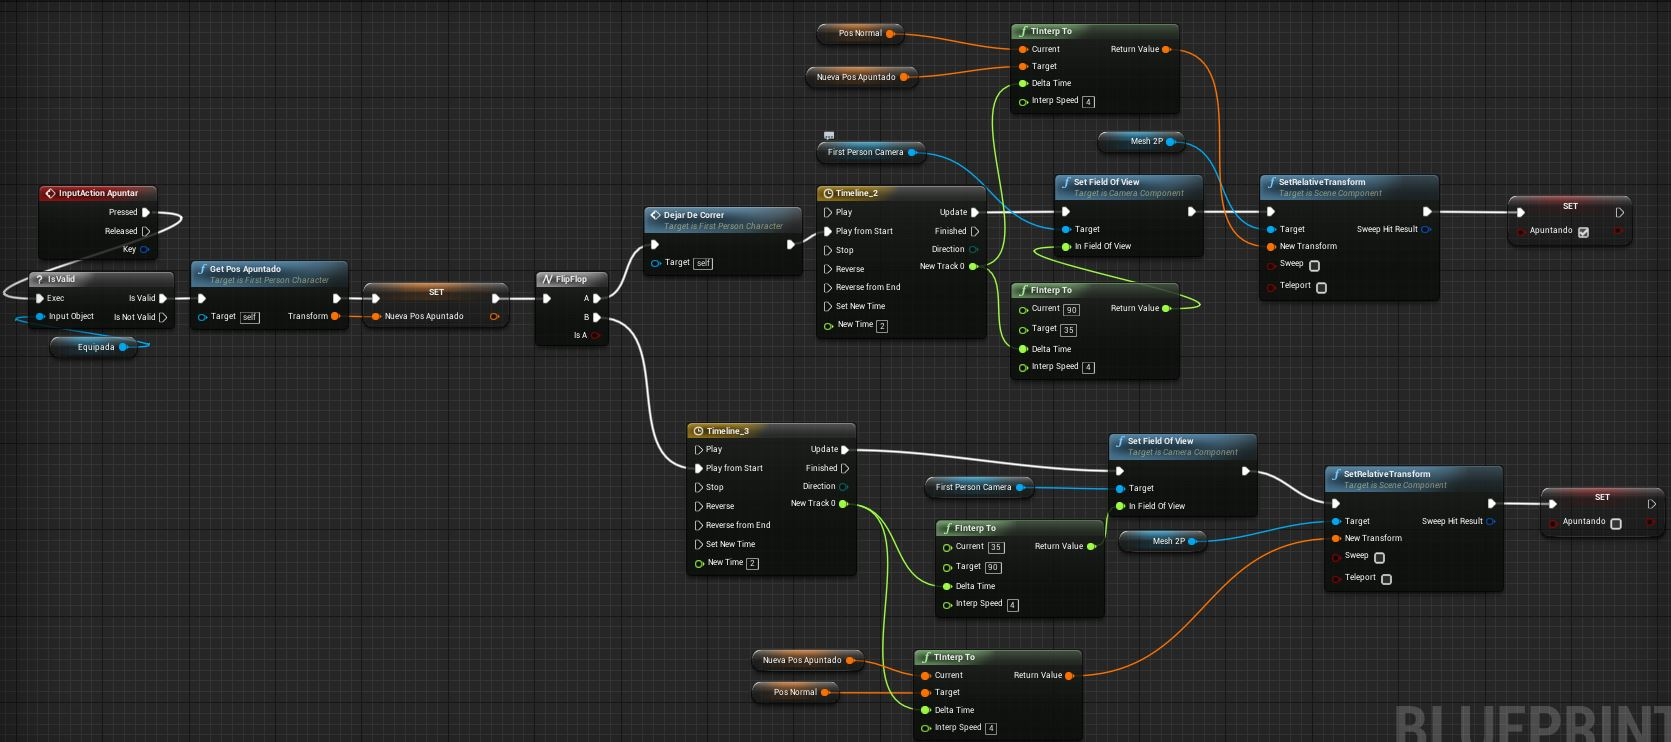 InputAction Apuntar
Pressed
Released
Key
IsValid
Exec
Is Valid
Input Object
Is Not Valid
Equipada
Get Pos Apuntado
Target is First Person Character
Target self
Transform
SET
Nueva Pos Apuntado
FlipFlop
A
B
Is A
Dejar De Correr
Target is First Person Character
Target self
Pos Normal
Nueva Pos Apuntado
TInterp To
Current
Return Value
Target
Delta Time
Interp Speed 4
First Person Camera
Mesh 2P
Timeline_2
Play
Update
Play from Start
Finished
Stop
Direction
Reverse
New Track 0
Reverse from End
Set New Time
New Time 2
Set Field Of View
Target is Camera Component
Target
In Field Of View
FInterp To
Current 90
Return Value
Target 35
Delta Time
Interp Speed 4
SetRelativeTransform
Target is Scene Component
Target
Sweep Hit Result
New Transform
Sweep
Teleport
SET
Apuntando
Timeline_3
Play
Update
Play from Start
Finished
Stop
Direction
Reverse
New Track 0
Reverse from End
Set New Time
New Time 2
First Person Camera
Set Field Of View
Target is Camera Component
Target
In Field Of View
FInterp To
Current 35
Return Value
Target 90
Delta Time
Interp Speed 4
Mesh 2P
SetRelativeTransform
Target is Scene Component
Target
Sweep Hit Result
New Transform
Sweep
Teleport
SET
Apuntando
Nueva Pos Apuntado
Pos Normal
TInterp To
Current
Return Value
Target
Delta Time
Interp Speed 4
BLUEPRINT